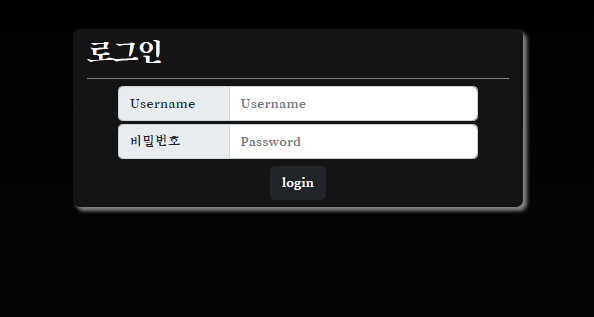 로그인
Username Username
비밀번호 Password
login